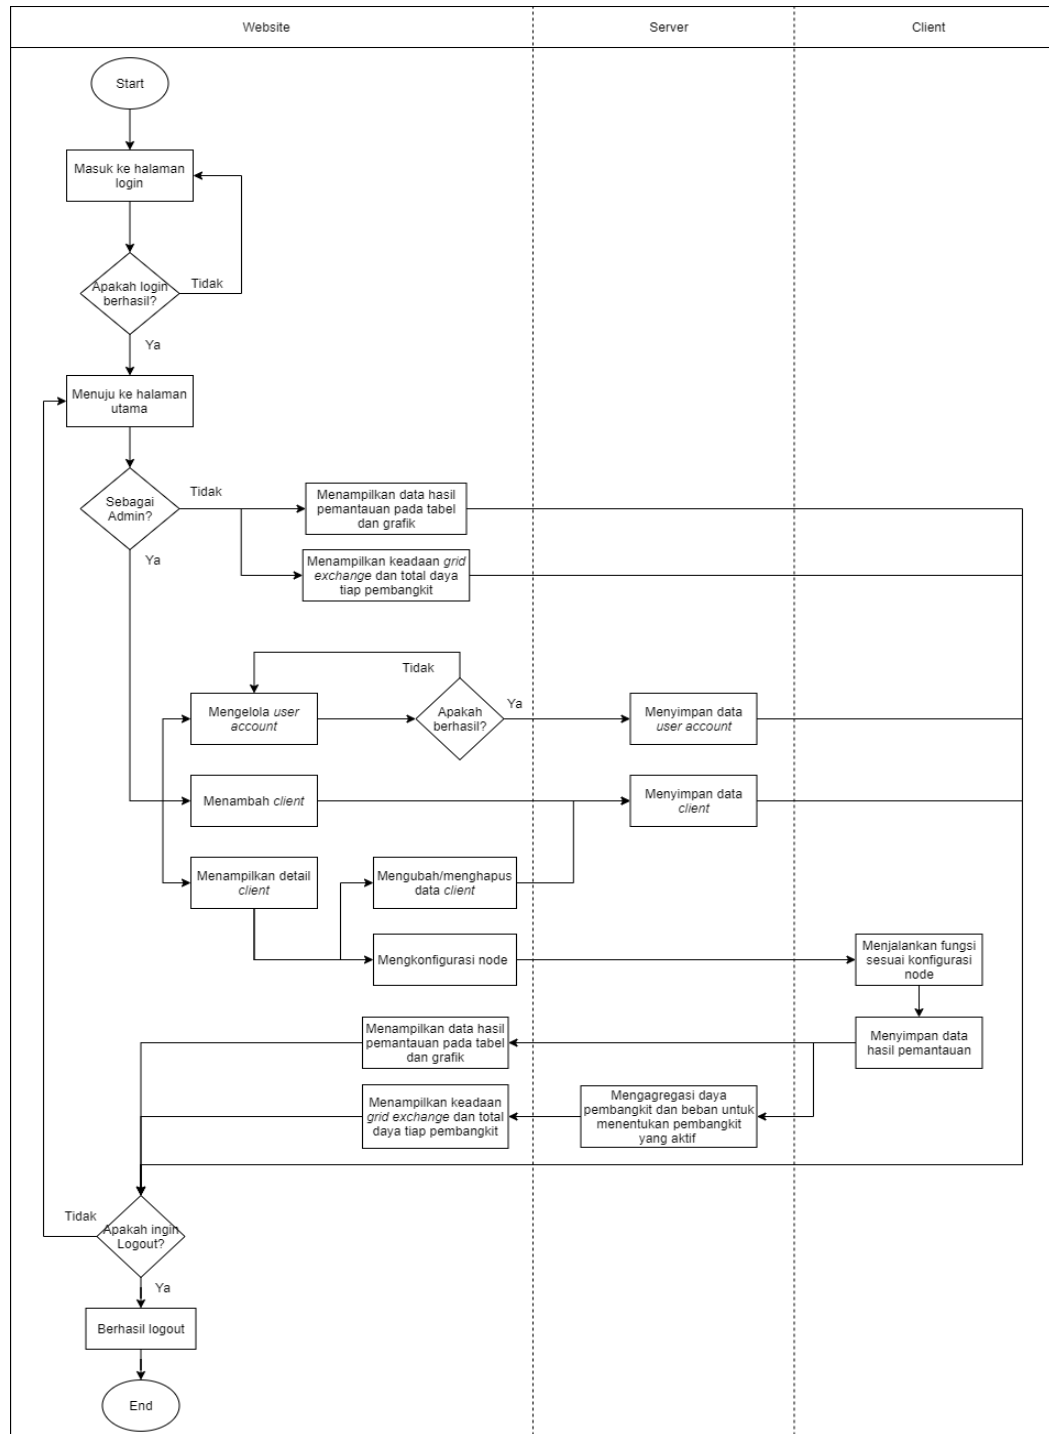 Website
Server
Client
Start
Masuk ke halaman
login
Apakah login
berhasil?
Tidak
Ya
Menuju ke halaman
utama
Sebagai
Admin?
Tidak
Ya
Menampilkan data hasil
pemantauan pada tabel
dan grafik
Menampilkan keadaan grid
exchange dan total daya
tiap pembangkit
Tidak
Mengelola user
account
Apakah
berhasil?
Ya
Menyimpan data
user account
Menambah client
Menyimpan data
client
Menampilkan detail
client
Mengubah/menghapus
data client
Mengkonfigurasi node
Menjalankan fungsi
sesuai konfigurasi
node
Menampilkan data hasil
pemantauan pada tabel
dan grafik
Menyimpan data
hasil pemantauan
Menampilkan keadaan
grid exchange dan total
daya tiap pembangkit
Mengagregasi daya
pembangkit dan beban untuk
menentukan pembangkit
yang aktif
Tidak
Apakah ingin
Logout?
Ya
Berhasil logout
End